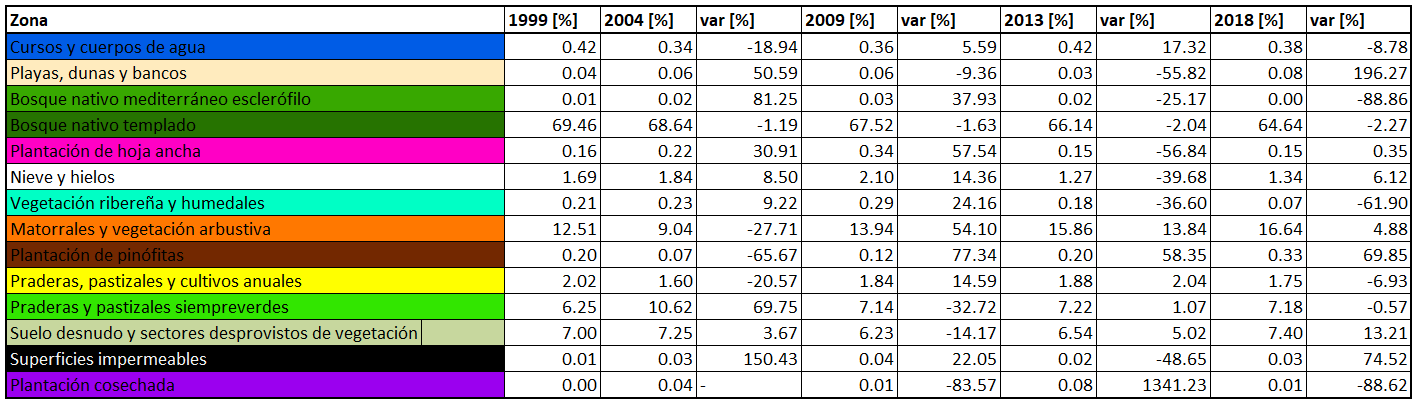 Zona 1999 [%] 2004 [%] var [%] 2009 [%] var [%] 2013 [%] var [%] 2018 [%] var [%]
Cursos y cuerpos de agua 0.42 0.34 -18.94 0.36 5.59 0.42 17.32 0.38 -8.78
Playas, dunas y bancos 0.04 0.06 50.59 0.06 -9.36 0.03 -55.82 0.08 196.27
Bosque nativo mediterráneo esclerófilo 0.01 0.02 81.25 0.03 37.93 0.02 -25.17 0.00 -88.86
Bosque nativo templado 69.46 68.64 -1.19 67.52 -1.63 66.14 -2.04 64.64 -2.27
Plantación de hoja ancha 0.16 0.22 30.91 0.34 57.54 0.15 -56.84 0.15 0.35
Nieve y hielos 1.69 1.84 8.50 2.10 14.36 1.27 -39.68 1.34 6.12
Vegetación ribereña y humedales 0.21 0.23 9.22 0.29 24.16 0.18 -36.60 0.07 -61.90
Matorrales y vegetación arbustiva 12.51 9.04 -27.71 13.94 54.10 15.86 13.84 16.64 4.88
Plantación de pinófitas 0.20 0.07 -65.67 0.12 77.34 0.20 58.35 0.33 69.85
Praderas, pastizales y cultivos anuales 2.02 1.60 -20.57 1.84 14.59 1.88 2.04 1.75 -6.93
Praderas y pastizales siempreverdes 6.25 10.62 69.75 7.14 -32.72 7.22 1.07 7.18 -0.57
Suelo desnudo y sectores desprovistos de vegetación 7.00 7.25 3.67 6.23 -14.17 6.54 5.02 7.40 13.21
Superficies impermeables 0.01 0.03 150.43 0.04 22.05 0.02 -48.65 0.03 74.52
Plantación cosechada 0.00 0.04 - 0.01 -83.57 0.08 1341.23 0.01 -88.62